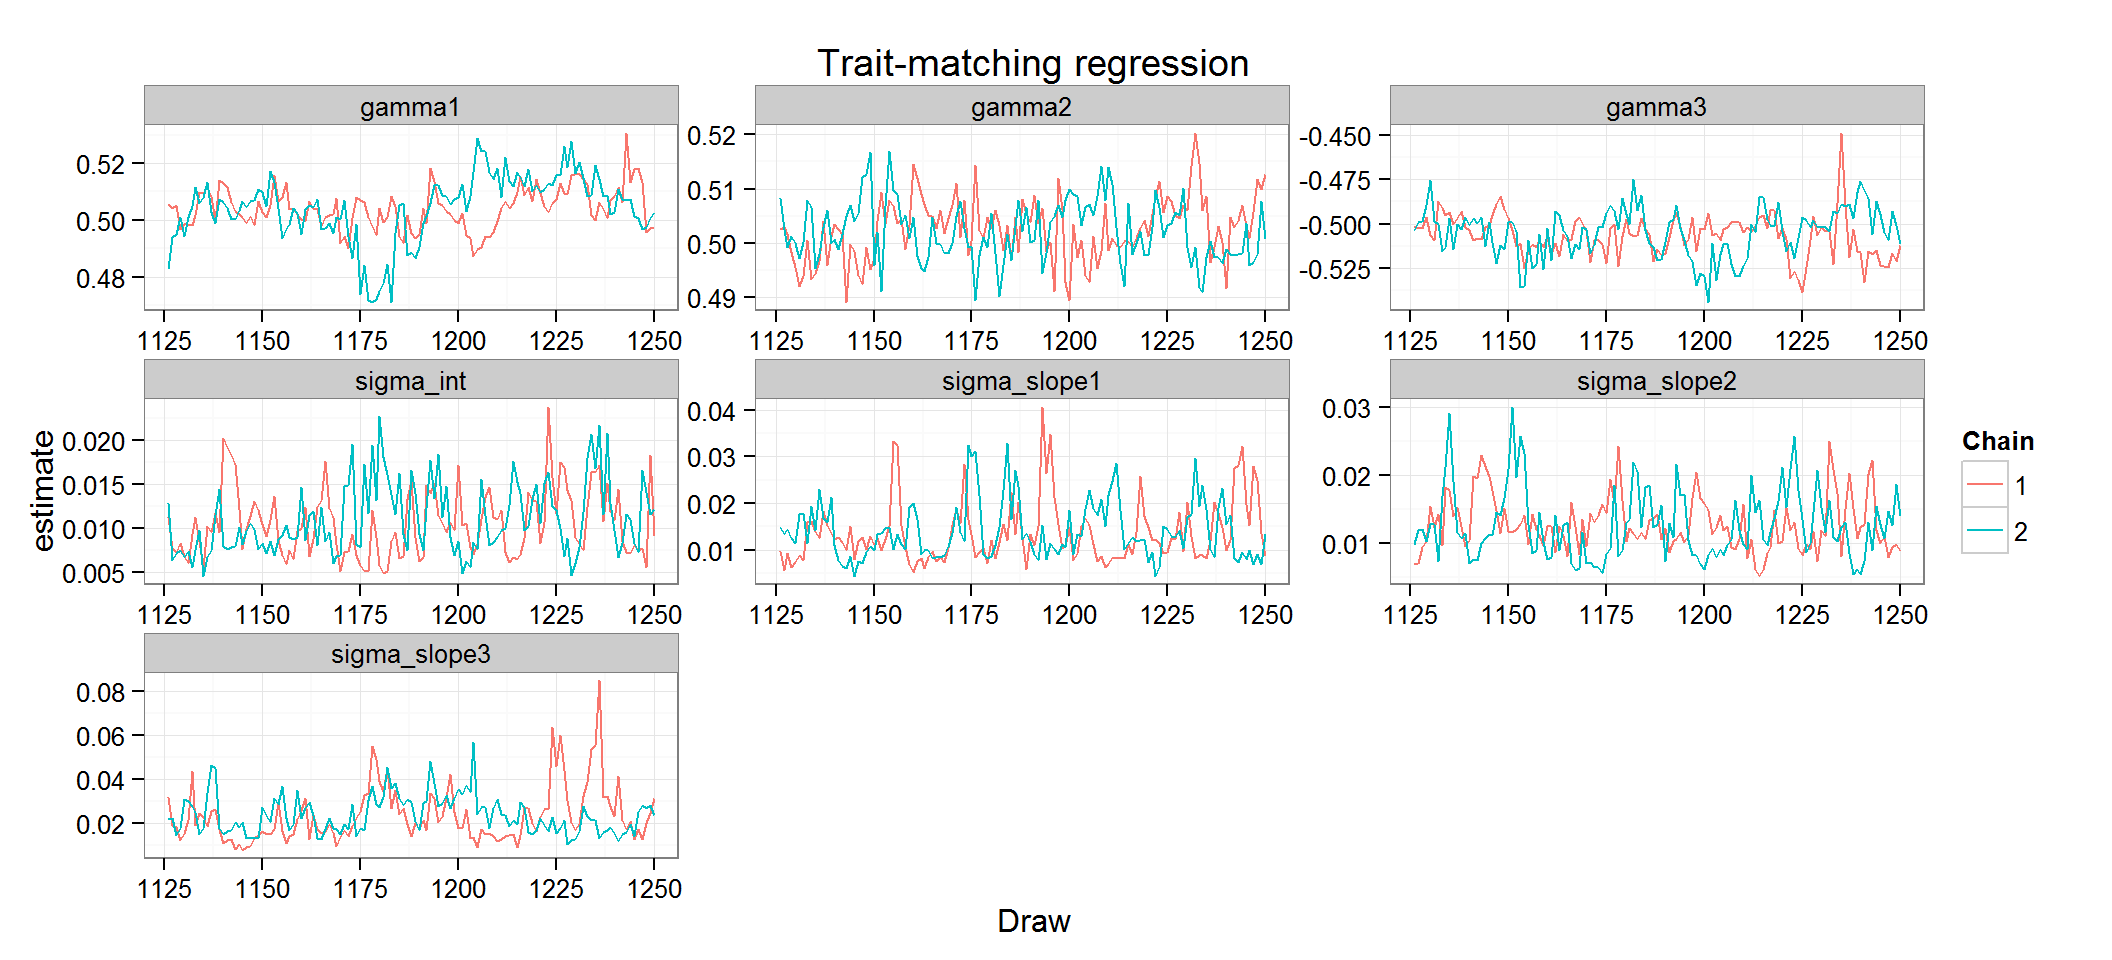 Trait-matching regression
gamma1 gamma2 gamma3
0.52 0.50 0.48
0.52 0.51 0.50 0.49
-0.450 -0.475 -0.500 -0.525
1125 1150 1175 1200 1225 1250 1125 1150 1175 1200 1225 1250 1125 1150 1175 1200 1225 1250
sigma_int sigma_slope1 sigma_slope2
0.020 0.015 0.010 0.005
0.04 0.03 0.02 0.01
0.03 0.02 0.01
1125 1150 1175 1200 1225 1250 1125 1150 1175 1200 1225 1250 1125 1150 1175 1200 1225 1250
sigma_slope3
0.08 0.06 0.04 0.02
1125 1150 1175 1200 1225 1250
estimate
Draw
Chain
1
2